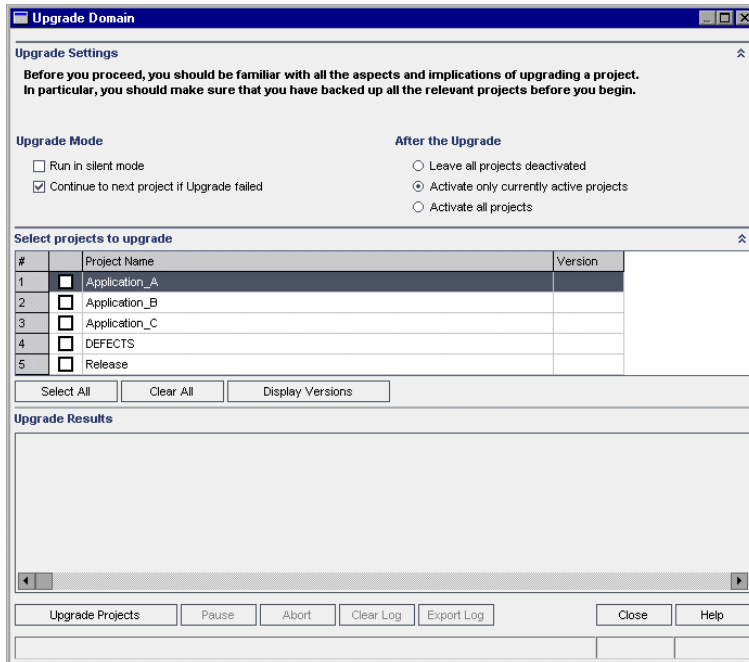 Upgrade Domain
Upgrade Settings
Before you proceed, you should be familiar with all the aspects and implications of upgrading a project.
In particular, you should make sure that you have backed up all the relevant projects before you begin.
Upgrade Mode
After the Upgrade
Run in silent mode
Leave all projects deactivated
Continue to next project if Upgrade failed
Activate only currently active projects
Activate all projects
Select projects to upgrade
# Project Name Version
1 Application_A
2 Application_B
3 Application_C
4 DEFECTS
5 Release
Select All Clear All Display Versions
Upgrade Results
Upgrade Projects Pause Abort Clear Log Export Log Close Help